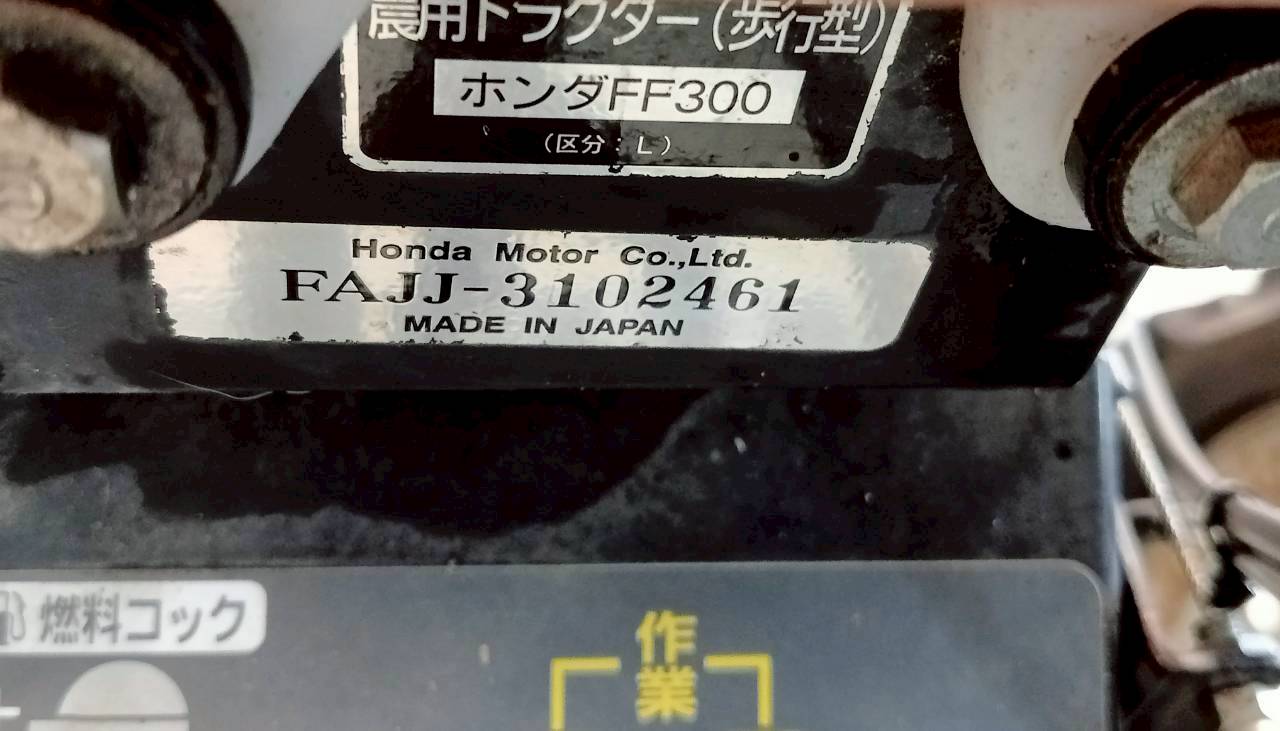 農用トラクター(歩行型)
ホンダFF300
(区分:L)
Honda Motor Co.,Ltd.
FAJJ-3102461
MADE IN JAPAN
燃料コック
作業